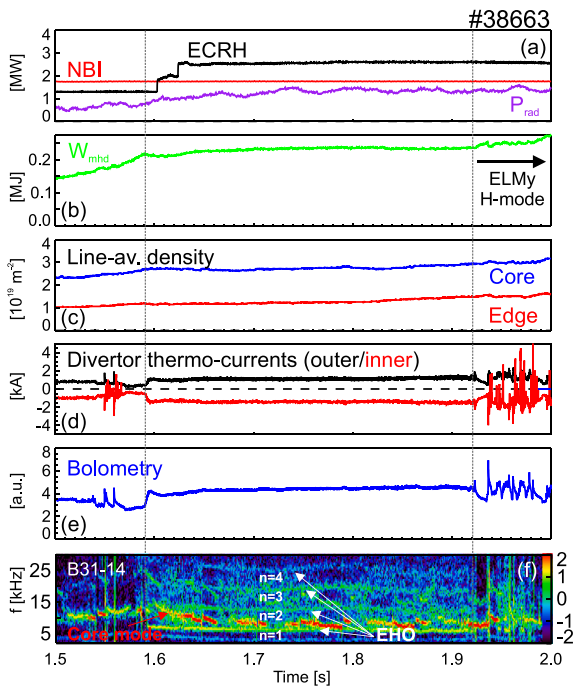 #38663
4
3
2
1
0
[MW]
NBI
ECRH
(a)
P_rad
0.2
0.1
0.0
[MJ]
W_mhd
(b)
ELMy
H-mode
4
3
2
1
0
[10^19 m^-2]
Line-av. density
(c)
Core
Edge
4
2
0
-2
-4
[kA]
Divertor thermo-currents (outer/inner)
(d)
8
6
4
2
0
[a.u.]
Bolometry
(e)
25
15
5
f [kHz]
B31-14
(f)
n=4
n=3
n=2
n=1
Core mode
EHO
2
1
0
-1
-2
1.5 1.6 1.7 1.8 1.9 2.0
Time [s]